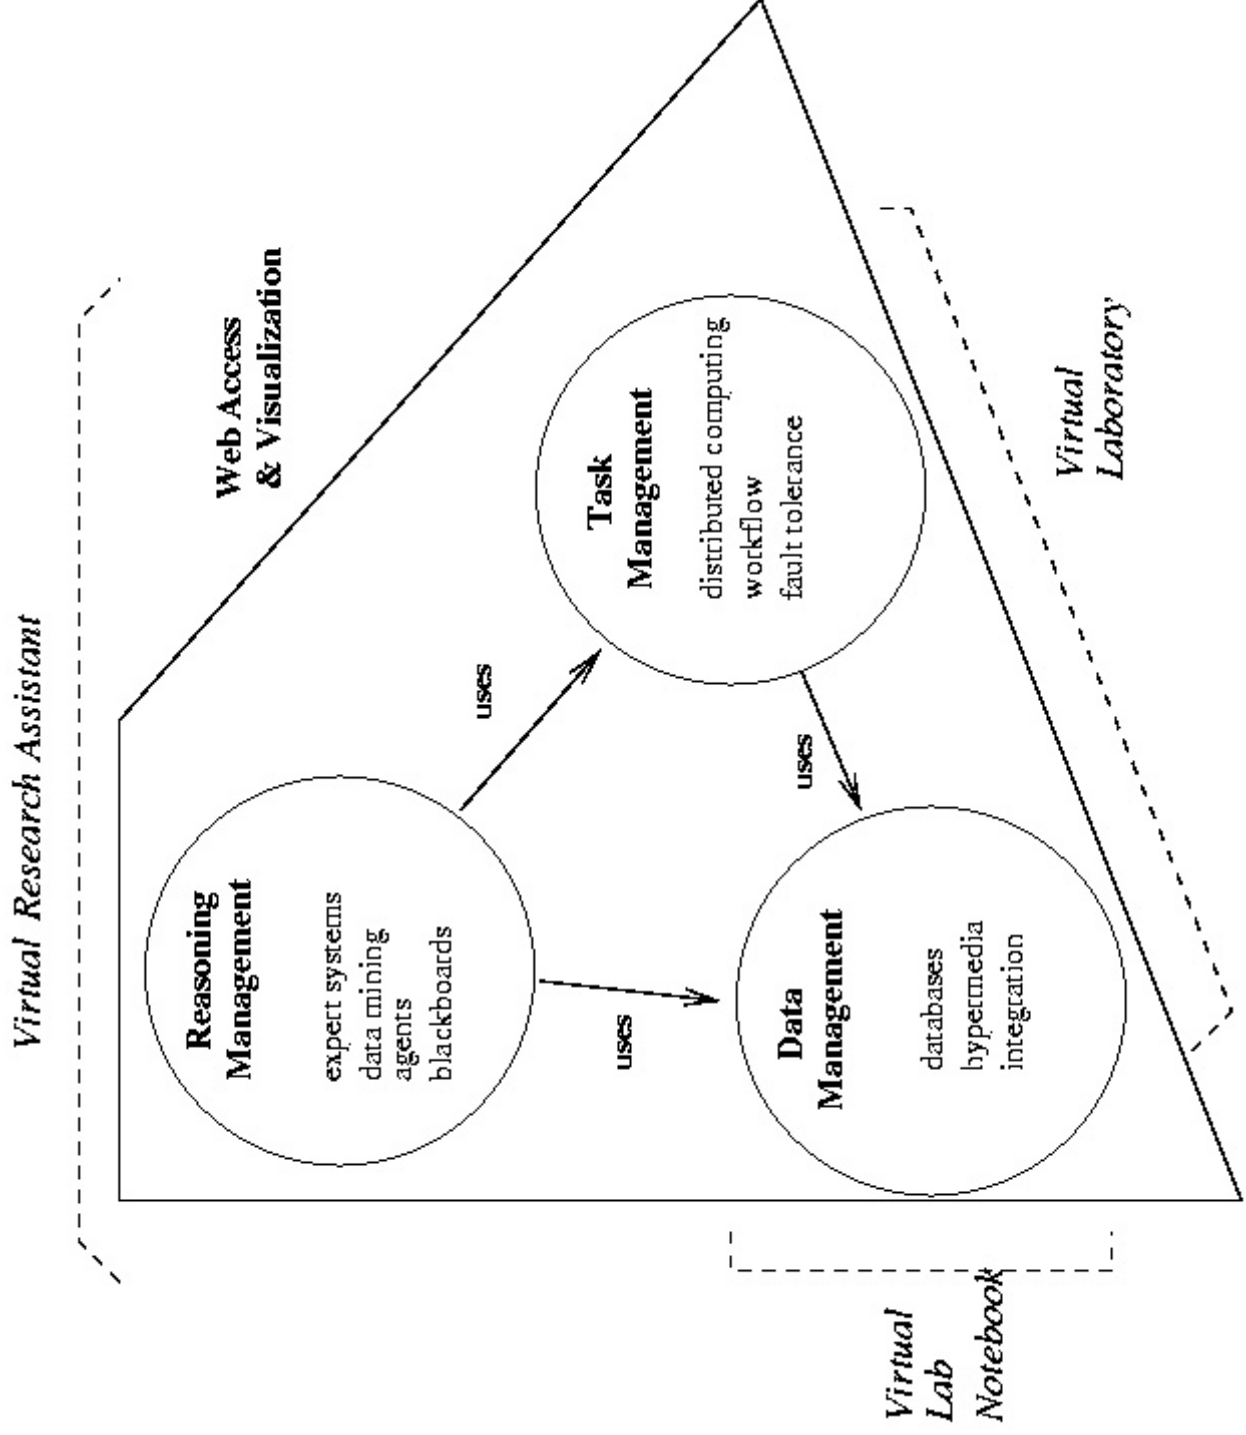 Virtual Research Assistant
Web Access
& Visualization
Reasoning
Management
expert systems
data mining
agents
blackboards
uses
Task
Management
distributed computing
workflow
fault tolerance
uses
uses
Data
Management
databases
hypermedia
integration
Virtual
Lab
Notebook
Virtual
Laboratory